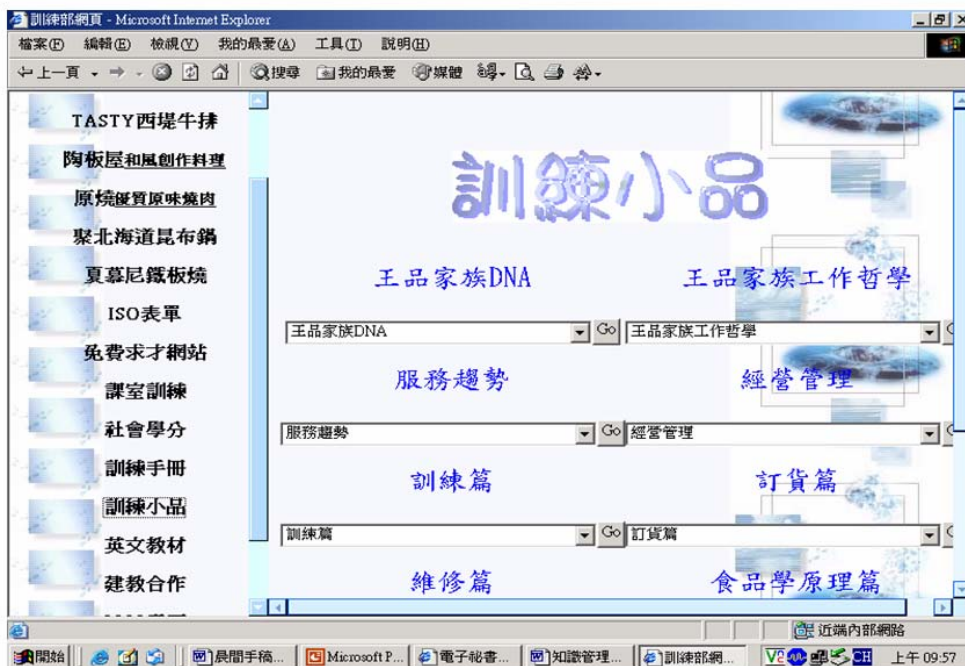 訓練部網頁 - Microsoft Internet Explorer
檔案(F) 編輯(E) 檢視(V) 我的最愛(A) 工具(T) 說明(H)
上一頁 搜尋 我的最愛 媒體
TASTY西堤牛排
陶板屋和風創作料理
原燒優質原味燒肉
聚北海道昆布鍋
夏慕尼鐵板燒
ISO表單
免費求才網站
課室訓練
社會學分
訓練手冊
訓練小品
英文教材
建教合作
訓練小品
王品家族DNA 王品家族工作哲學
王品家族DNA Go 王品家族工作哲學
服務趨勢 經營管理
服務趨勢 Go 經營管理
訓練篇 訂貨篇
訓練篇 Go 訂貨篇
維修篇 食品學原理篇
近端內部網路
開始 晨間手稿... Microsoft P... 電子祕書... 知識管理... 訓練部網... CH 上午 09:57